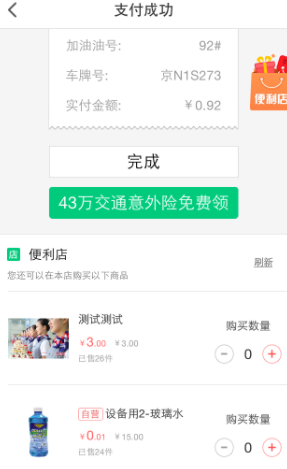 支付成功
加油油号: 92#
车牌号: 京N1S273
实付金额: ￥0.92
便利店
完成
43万交通意外险免费领
店 便利店 刷新
您还可以在本店购买以下商品
测试测试
购买数量
￥3.00 ￥3.00
- 0 +
已售26件
自营 设备用2-玻璃水
购买数量
￥0.01 ￥15.00
- 0 +
已售24件